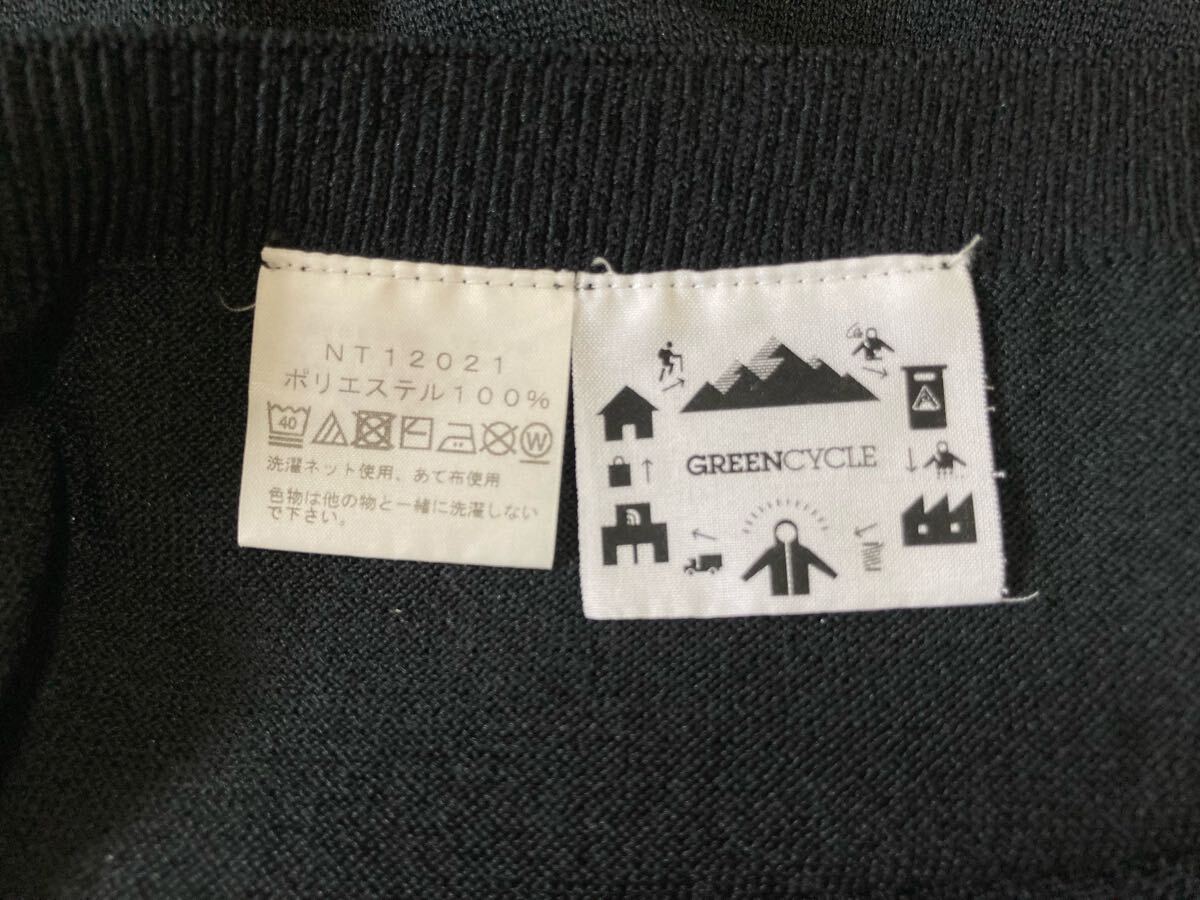 NT12021
ポリエステル100%
40 W
洗濯ネット使用、あて布使用
色物は他の物と一緒に洗濯しない
で下さい。
GREENCYCLE